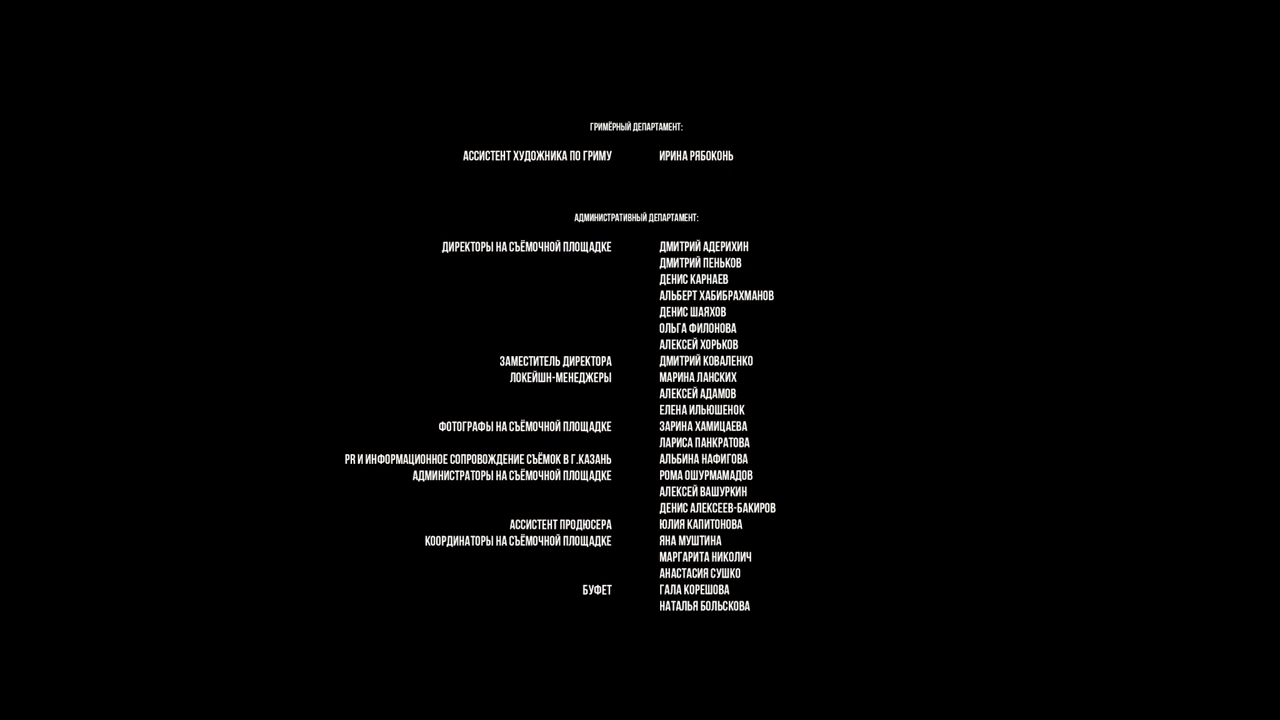 ГРИМЁРНЫЙ ДЕПАРТАМЕНТ:
АССИСТЕНТ ХУДОЖНИКА ПО ГРИМУ ИРИНА РЯБОКОНЬ
АДМИНИСТРАТИВНЫЙ ДЕПАРТАМЕНТ:
ДИРЕКТОРЫ НА СЪЁМОЧНОЙ ПЛОЩАДКЕ ДМИТРИЙ АДЕРИХИН
ДМИТРИЙ ПЕНЬКОВ
ДЕНИС КАРНАЕВ
АЛЬБЕРТ ХАБИБРАХМАНОВ
ДЕНИС ШАЯХОВ
ОЛЬГА ФИЛОНОВА
АЛЕКСЕЙ ХОРЬКОВ
ЗАМЕСТИТЕЛЬ ДИРЕКТОРА ДМИТРИЙ КОВАЛЕНКО
ЛОКЕЙШН-МЕНЕДЖЕРЫ МАРИНА ЛАНСКИХ
АЛЕКСЕЙ АДАМОВ
ЕЛЕНА ИЛЬЮШЕНОК
ФОТОГРАФЫ НА СЪЁМОЧНОЙ ПЛОЩАДКЕ ЗАРИНА ХАМИЦАЕВА
ЛАРИСА ПАНКРАТОВА
PR И ИНФОРМАЦИОННОЕ СОПРОВОЖДЕНИЕ СЪЁМОК В Г.КАЗАНЬ АЛЬБИНА НАФИГОВА
АДМИНИСТРАТОРЫ НА СЪЁМОЧНОЙ ПЛОЩАДКЕ РОМА ОШУРМАМАДОВ
АЛЕКСЕЙ ВАШУРКИН
ДЕНИС АЛЕКСЕЕВ-БАКИРОВ
АССИСТЕНТ ПРОДЮСЕРА ЮЛИЯ КАПИТОНОВА
КООРДИНАТОРЫ НА СЪЁМОЧНОЙ ПЛОЩАДКЕ ЯНА МУШТИНА
МАРГАРИТА НИКОЛИЧ
АНАСТАСИЯ СУШКО
БУФЕТ ГАЛА КОРЕШОВА
НАТАЛЬЯ БОЛЬСКОВА